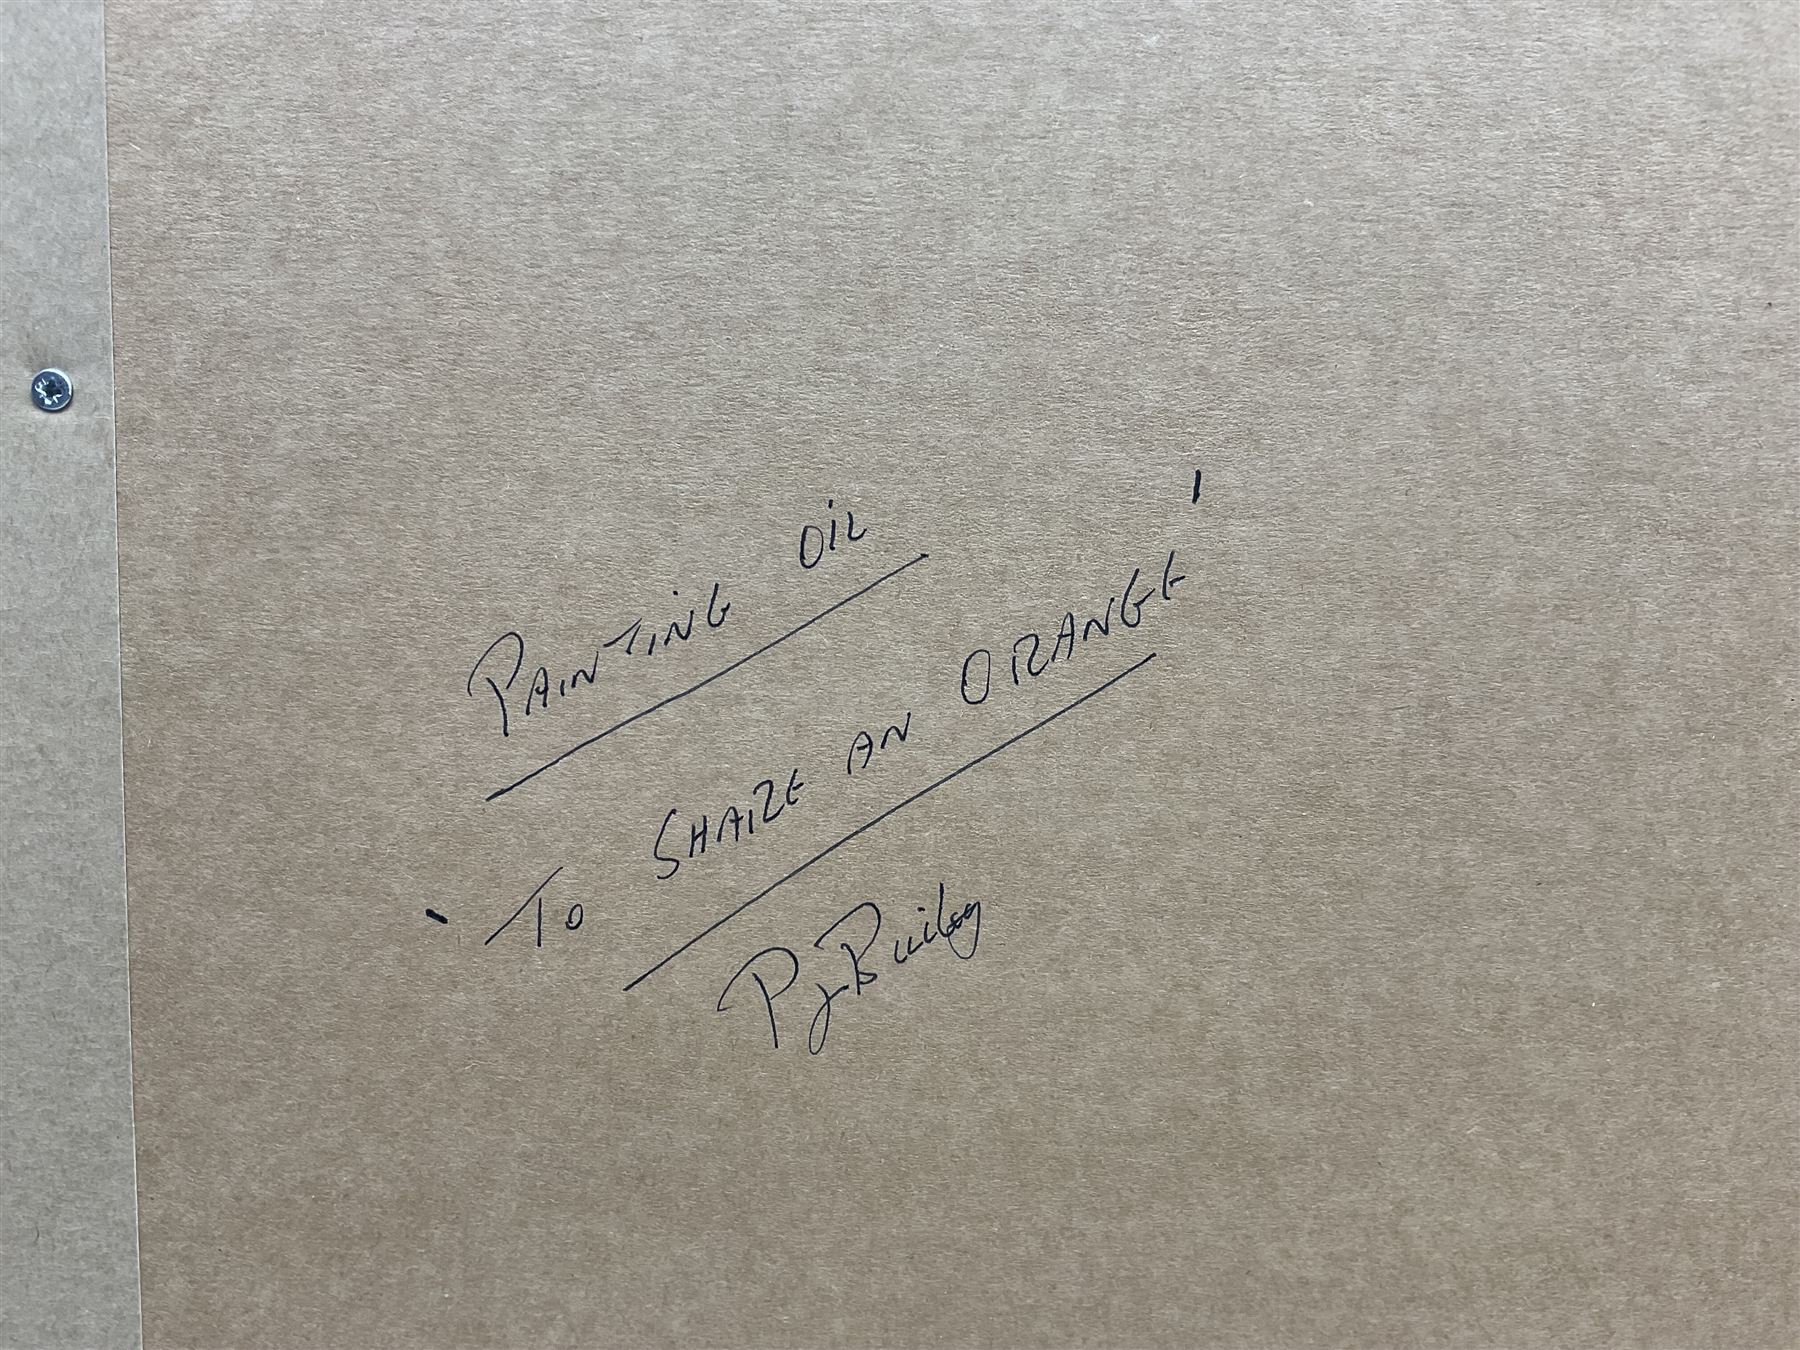 PAINTING OIL
' TO SHARE AN ORANGE '